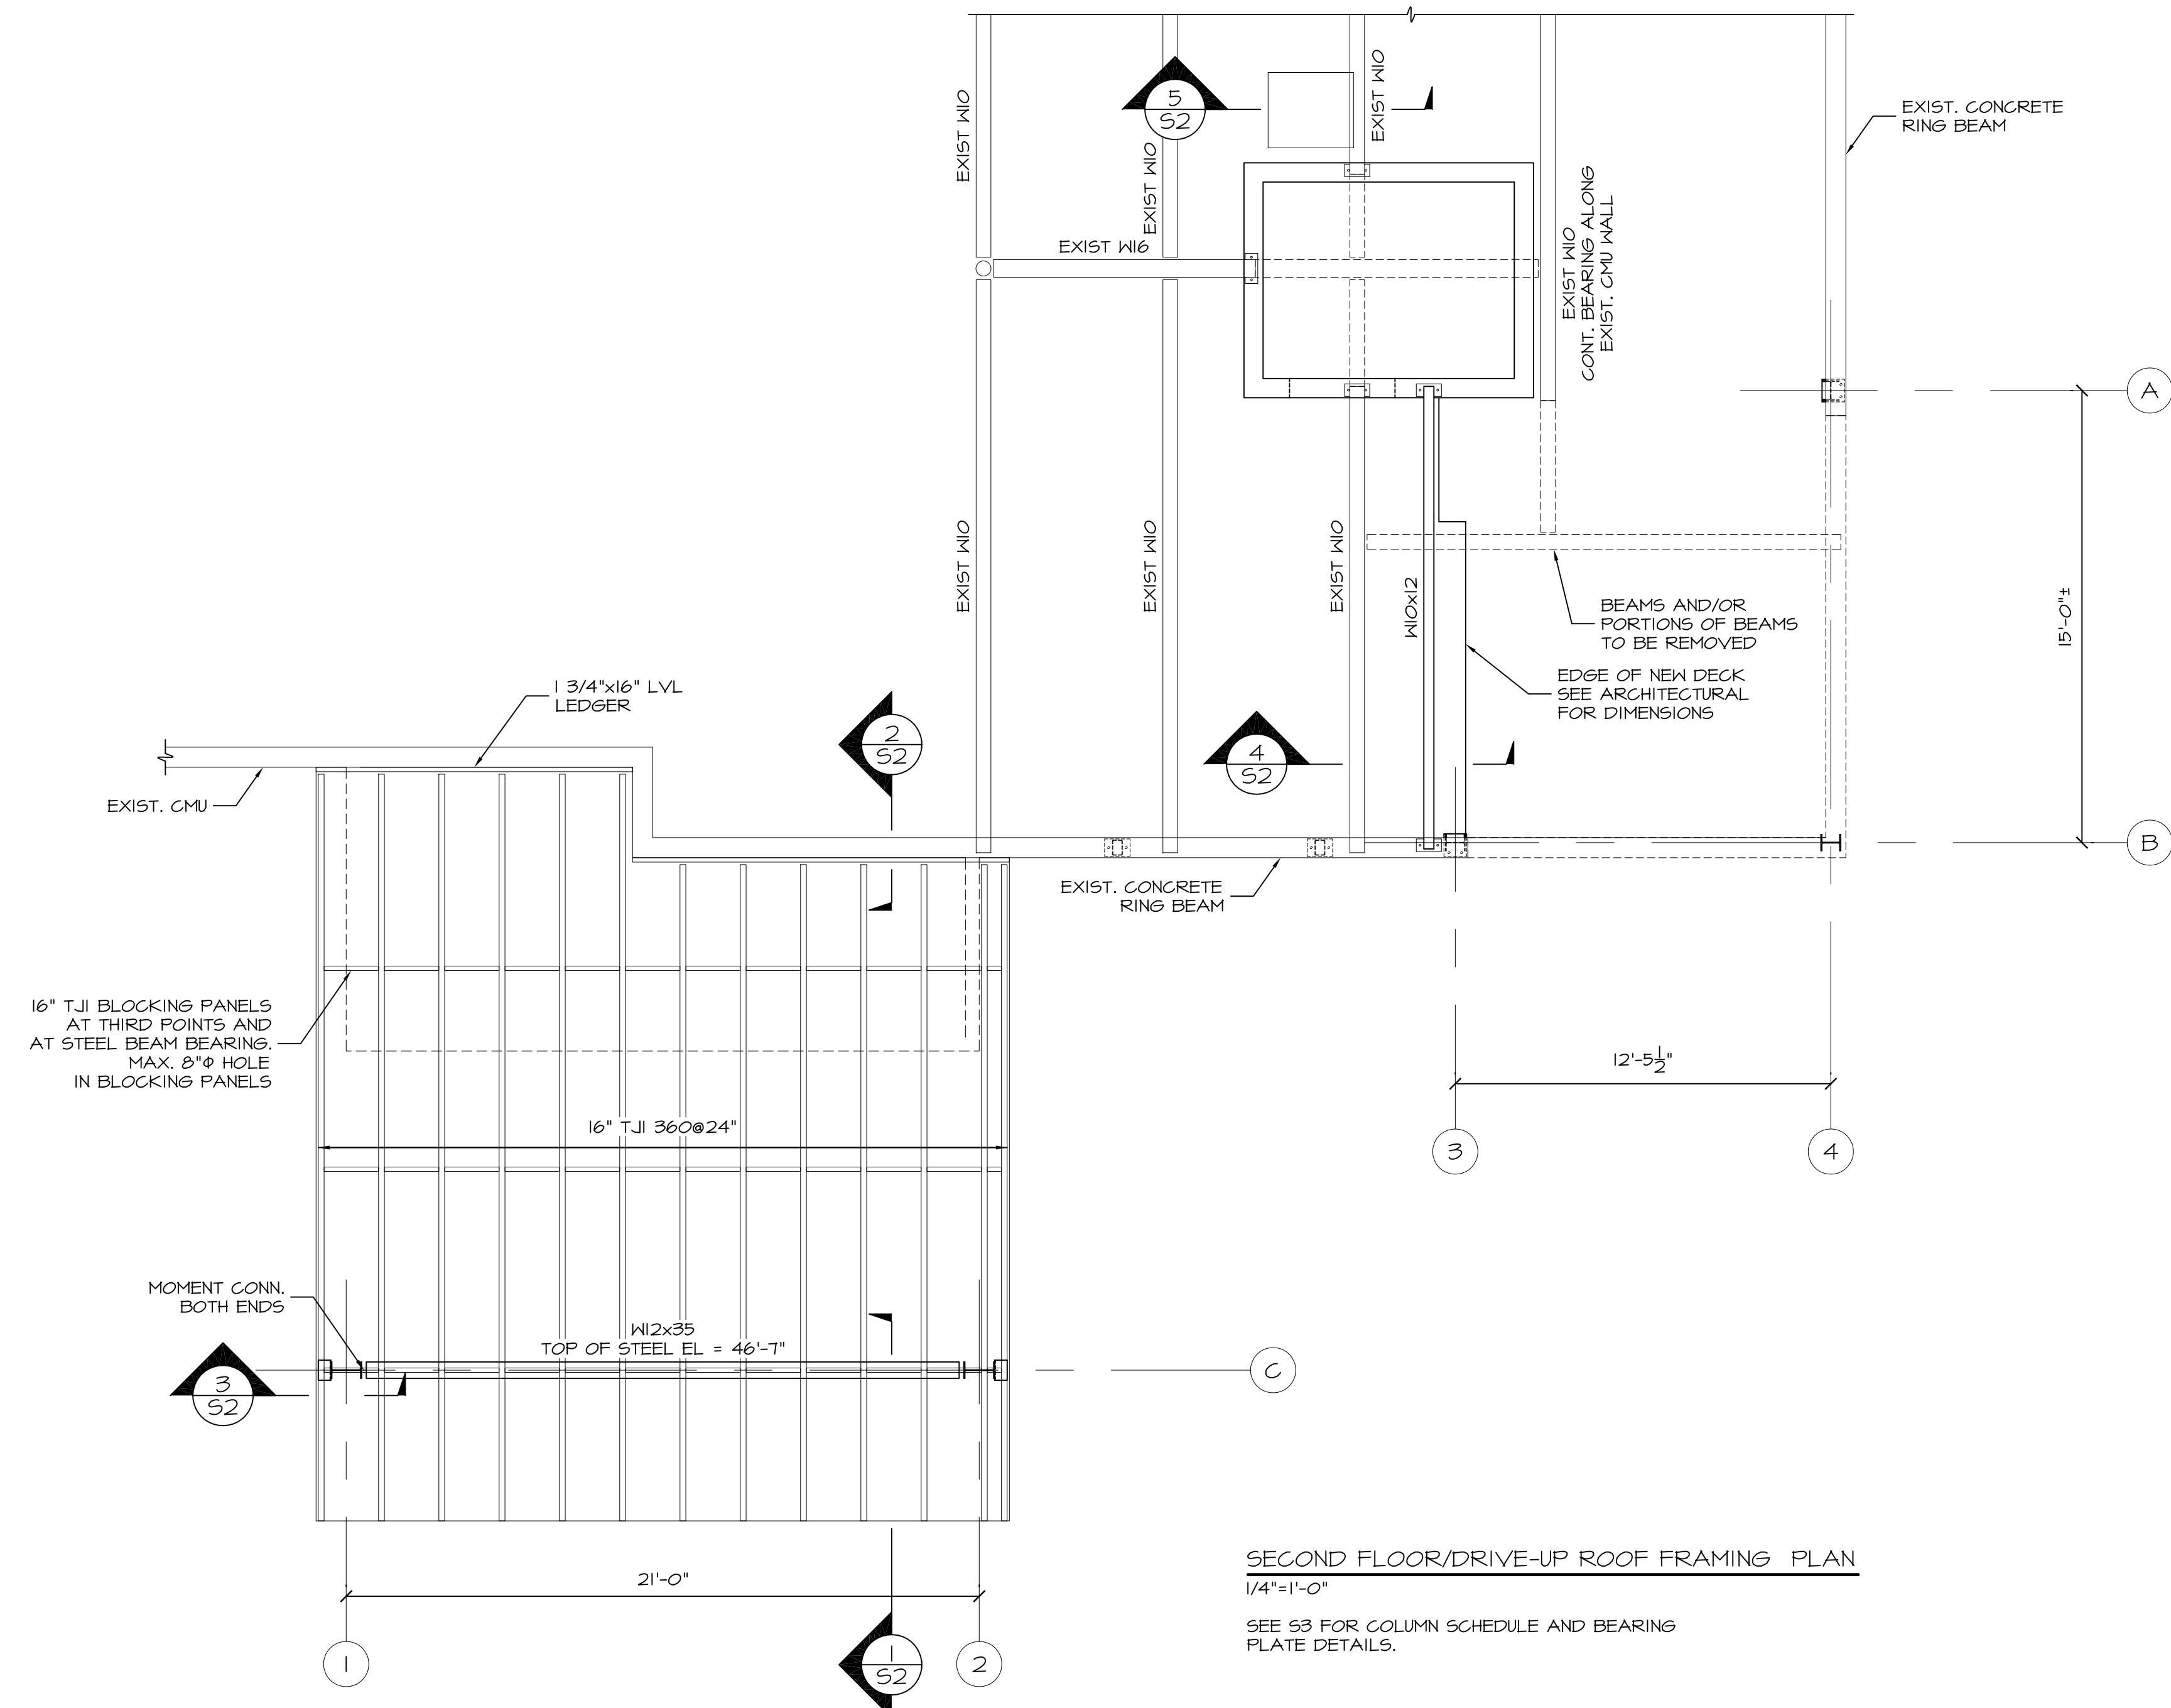 EXIST W10
EXIST W10
EXIST W10
5
S2
EXIST. CONCRETE
RING BEAM
EXIST W16
EXIST W10
CONT. BEARING ALONG
EXIST. CMU WALL
A
EXIST W10
EXIST W10
EXIST W10
W10x12
BEAMS AND/OR
PORTIONS OF BEAMS
TO BE REMOVED
15'-0"±
EDGE OF NEW DECK
SEE ARCHITECTURAL
FOR DIMENSIONS
1 3/4"x16" LVL
LEDGER
2
S2
4
S2
EXIST. CMU
B
EXIST. CONCRETE
RING BEAM
16" TJI BLOCKING PANELS
AT THIRD POINTS AND
AT STEEL BEAM BEARING.
MAX. 8"Φ HOLE
IN BLOCKING PANELS
12'-5 1/2"
16" TJI 360@24"
3
4
MOMENT CONN.
BOTH ENDS
W12x35
TOP OF STEEL EL = 46'-7"
3
S2
C
21'-0"
1
1
S2
2
SECOND FLOOR/DRIVE-UP ROOF FRAMING PLAN
1/4"=1'-0"
SEE S3 FOR COLUMN SCHEDULE AND BEARING
PLATE DETAILS.